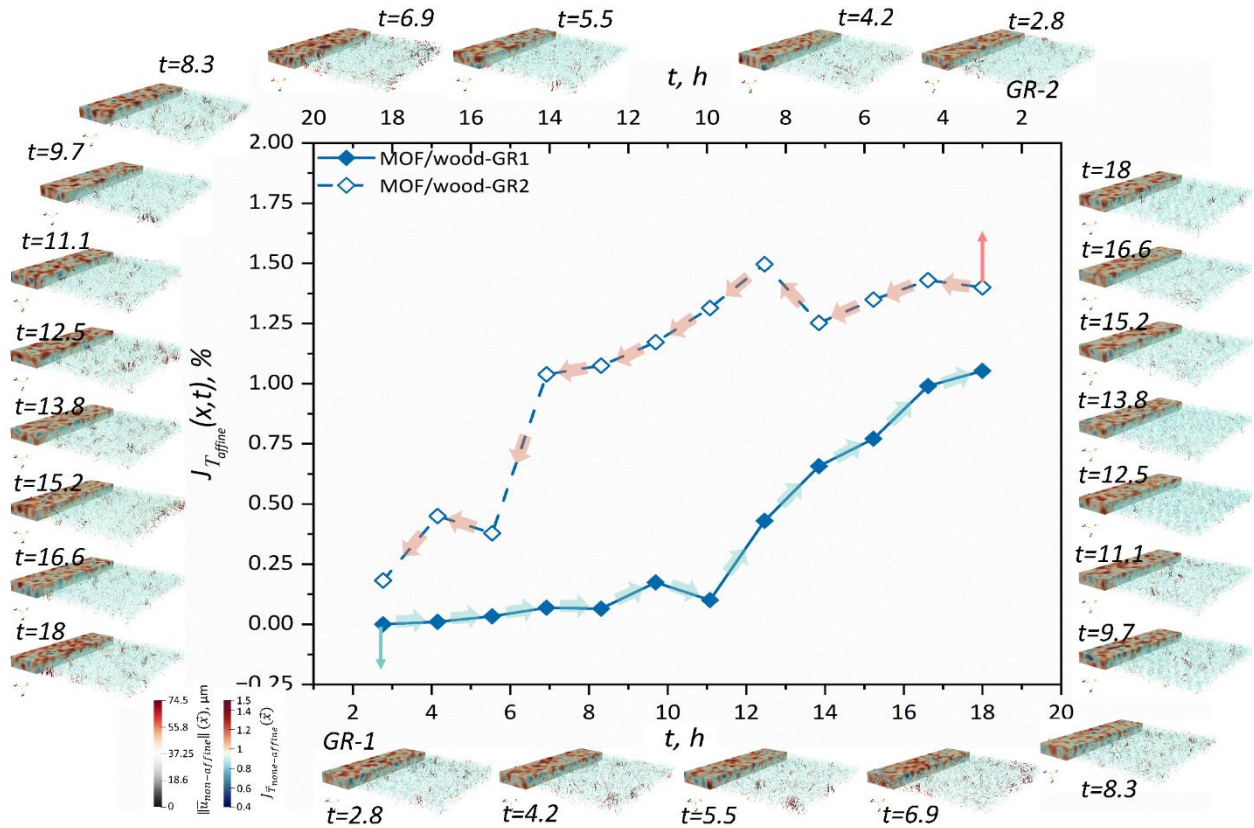 t=6.9
t=5.5
t=4.2
t=2.8
t=8.3
t, h
GR-2
20 18 16 14 12 10 8 6 4 2
t=9.7
t=11.1
t=12.5
t=13.8
t=15.2
t=16.6
t=18
2.00
1.75
1.50
1.25
1.00
0.75
0.50
0.25
0.00
−0.25
J_{T_{affine}}(x,t), %
MOF/wood-GR1
MOF/wood-GR2
t=18
t=16.6
t=15.2
t=13.8
t=12.5
t=11.1
t=9.7
2 4 6 8 10 12 14 16 18 20
t, h
GR-1
74.5
55.8
37.25
18.6
0
‖u⃗_{non−affine}‖ (x⃗), μm
1.5
1.4
1.2
1
0.8
0.6
0.4
(x⃗)
t=2.8
t=4.2
t=5.5
t=6.9
t=8.3